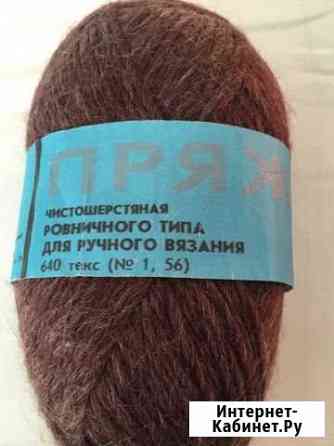 ПРЯЖ
ЧИСТОШЕРСТЯНАЯ
РОВНИЧНОГО ТИПА
ДЛЯ РУЧНОГО ВЯЗАНИЯ
640 текс (№ 1, 56)
Интернет-
Кабинет.Ру